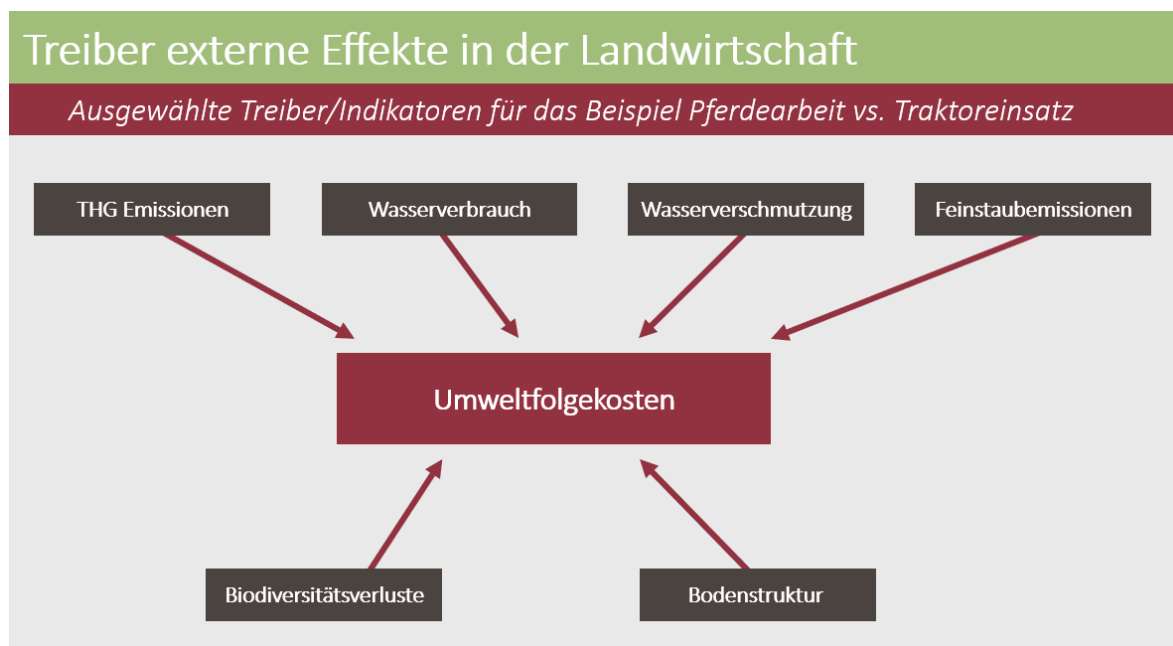 Treiber externe Effekte in der Landwirtschaft
Ausgewählte Treiber/Indikatoren für das Beispiel Pferdearbeit vs. Traktoreinsatz
THG Emissionen
Wasserverbrauch
Wasserverschmutzung
Feinstaubemissionen
Umweltfolgekosten
Biodiversitätsverluste
Bodenstruktur